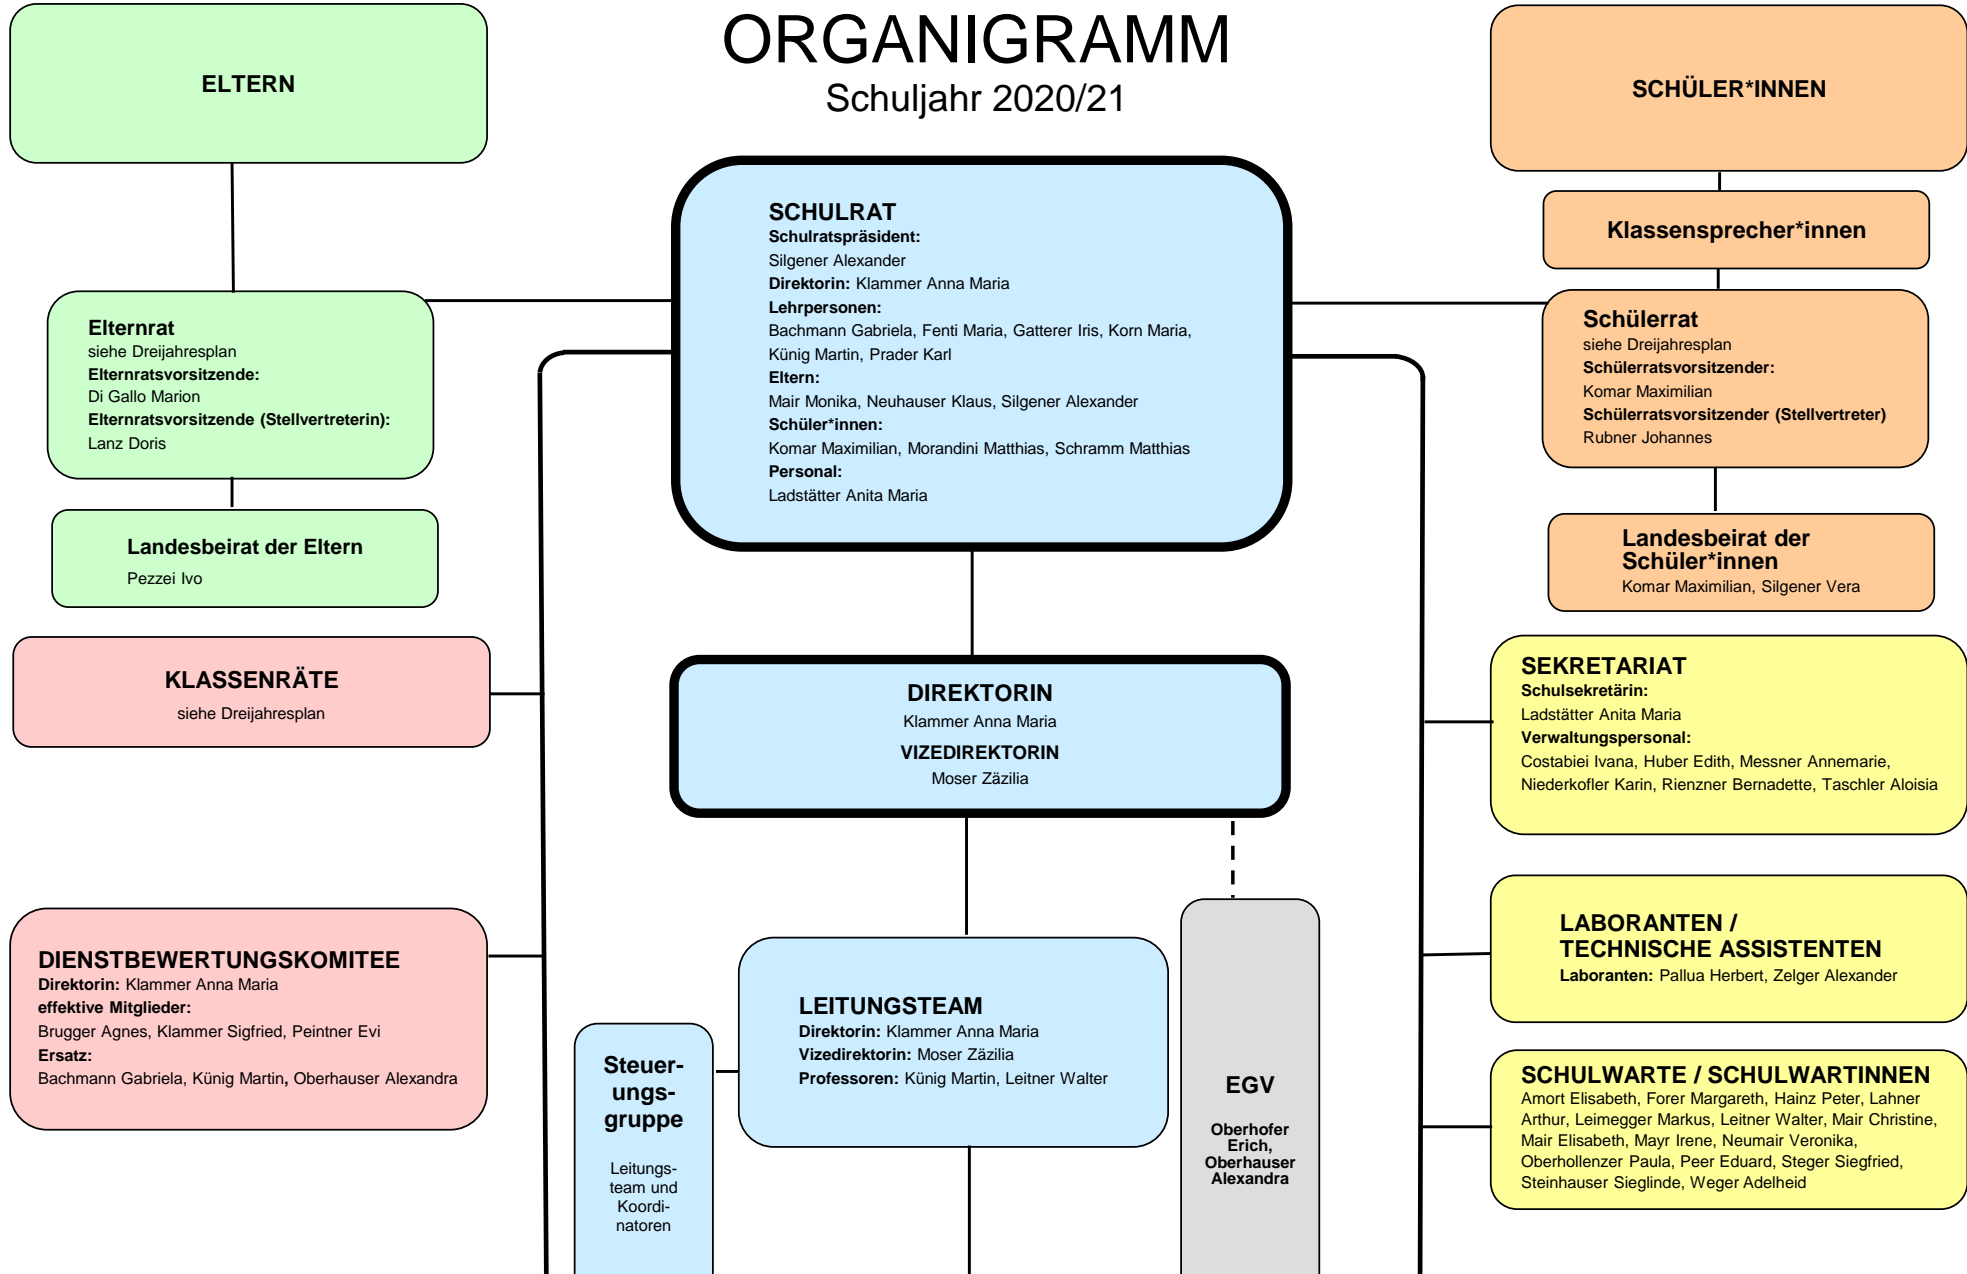 ORGANIGRAMM
Schuljahr 2020/21
ELTERN
SCHÜLER*INNEN
Klassensprecher*innen
SCHULRAT
Schulratspräsident:
Silgener Alexander
Direktorin: Klammer Anna Maria
Lehrpersonen:
Bachmann Gabriela, Fenti Maria, Gatterer Iris, Korn Maria,
Künig Martin, Prader Karl
Eltern:
Mair Monika, Neuhauser Klaus, Silgener Alexander
Schüler*innen:
Komar Maximilian, Morandini Matthias, Schramm Matthias
Personal:
Ladstätter Anita Maria
Elternrat
siehe Dreijahresplan
Elternratsvorsitzende:
Di Gallo Marion
Elternratsvorsitzende (Stellvertreterin):
Lanz Doris
Schülerrat
siehe Dreijahresplan
Schülerratsvorsitzender:
Komar Maximilian
Schülerratsvorsitzender (Stellvertreter)
Rubner Johannes
Landesbeirat der Eltern
Pezzei Ivo
Landesbeirat der
Schüler*innen
Komar Maximilian, Silgener Vera
KLASSENRÄTE
siehe Dreijahresplan
DIREKTORIN
Klammer Anna Maria
VIZEDIREKTORIN
Moser Zäzilia
SEKRETARIAT
Schulsekretärin:
Ladstätter Anita Maria
Verwaltungspersonal:
Costabiei Ivana, Huber Edith, Messner Annemarie,
Niederkofler Karin, Rienzner Bernadette, Taschler Aloisia
DIENSTBEWERTUNGSKOMITEE
Direktorin: Klammer Anna Maria
effektive Mitglieder:
Brugger Agnes, Klammer Sigfried, Peintner Evi
Ersatz:
Bachmann Gabriela, Künig Martin, Oberhauser Alexandra
Steuer-
ungs-
gruppe
Leitungs-
team und
Koordi-
natoren
LEITUNGSTEAM
Direktorin: Klammer Anna Maria
Vizedirektorin: Moser Zäzilia
Professoren: Künig Martin, Leitner Walter
EGV
Oberhofer
Erich,
Oberhauser
Alexandra
LABORANTEN /
TECHNISCHE ASSISTENTEN
Laboranten: Pallua Herbert, Zelger Alexander
SCHULWARTE / SCHULWARTINNEN
Amort Elisabeth, Forer Margareth, Hainz Peter, Lahner
Arthur, Leimegger Markus, Leitner Walter, Mair Christine,
Mair Elisabeth, Mayr Irene, Neumair Veronika,
Oberhollenzer Paula, Peer Eduard, Steger Siegfried,
Steinhauser Sieglinde, Weger Adelheid